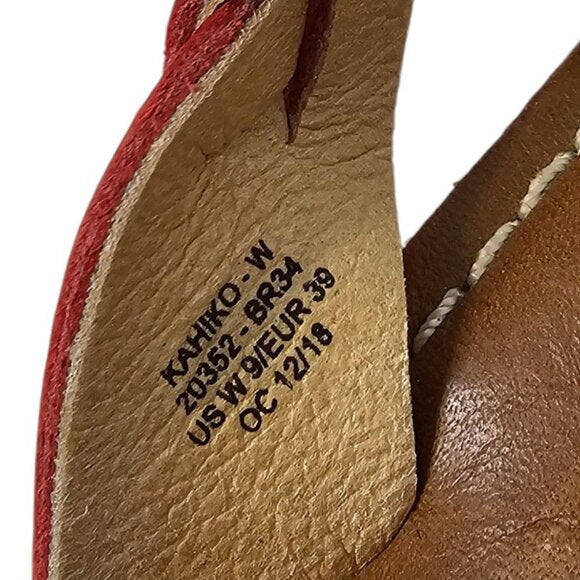 KAHIKO - W
20352 - BR34
US W 9/EUR 39
OC 12/18